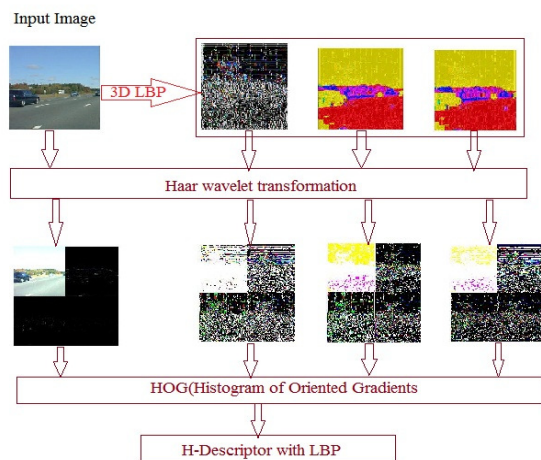 Input Image
3D LBP
Haar wavelet transformation
HOG(Histogram of Oriented Gradients
H-Descriptor with LBP